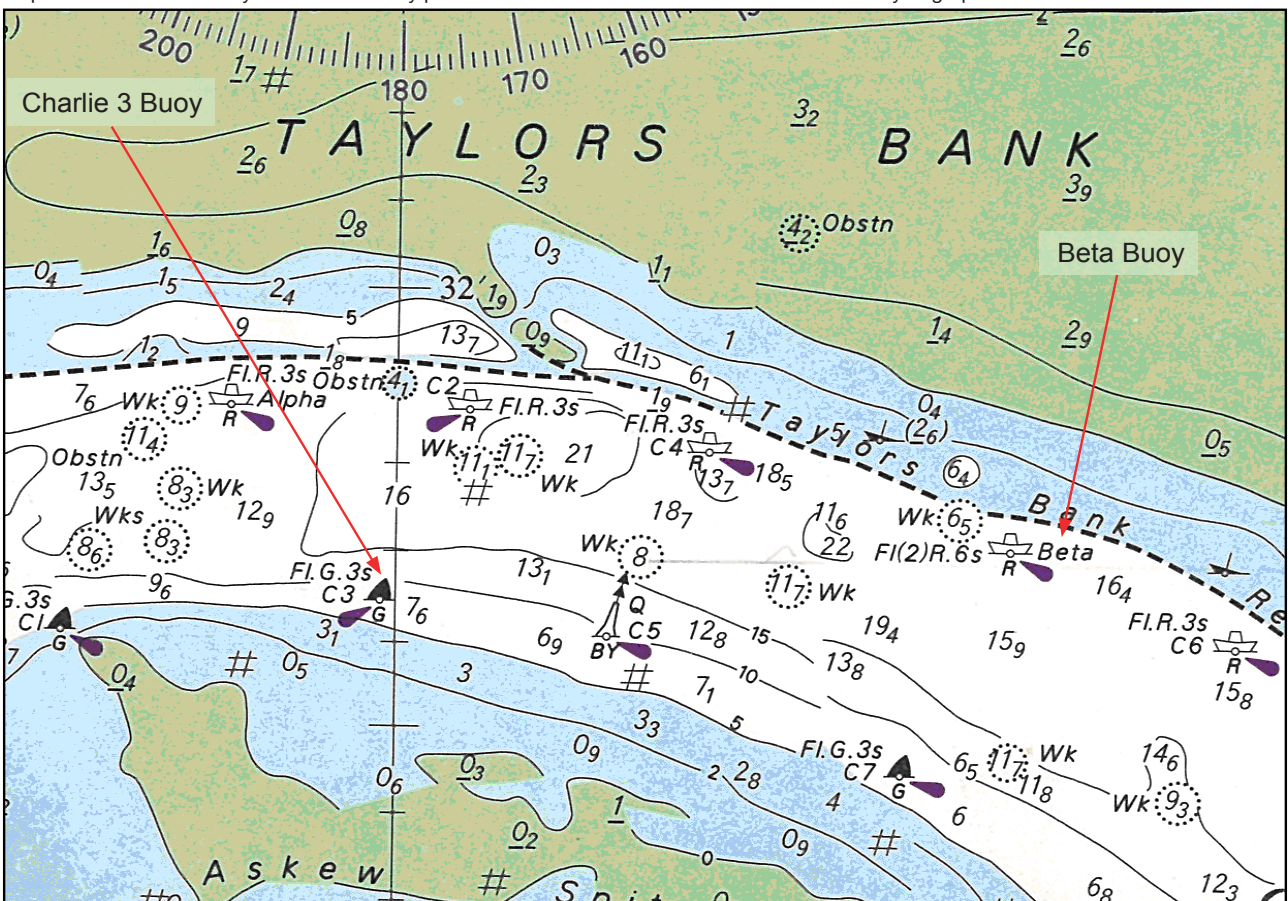 200
180
170
160
Charlie 3 Buoy
Beta Buoy
TAYLORS BANK
1₇
2₆
3₂
2₆
2₃
3₉
4₂ Obstn
0₈
1₆
0₃
1₁
0₄
1₅
2₄
32'
1₉
1₄
2₉
5
9
13₇
0₉
1
1₂
1₈
11₁
6₁
Fl.R.3s
Obstn
4₁
C2
7₆
Wk
9
Alpha
R
R
Fl.R.3s
1₉
0₄
11₄
Fl.R.3s
C4
Taylors Bank
5
(2₆)
0₅
Wk
11₁
11₇
Wk
21
R
13₇
18₅
6₄
Obstn
13₅
8₃
Wk
12₉
16
18₇
11₆
22
Wk
6₅
Wks
8₆
8₃
Wk
8
Fl(2)R.6s
Beta
R
Fl.G.3s
C3
G
9₆
13₁
11₇
Wk
16₄
Re
G.3s
C1
G
3₁
7₆
Q
C5
BY
6₉
12₈
15
19₄
15₉
Fl.R.3s
C6
R
7
0₄
0₅
3
7₁
10
13₈
15₈
3₃
5
Fl.G.3s
C7
G
6₅
11₇
Wk
11₈
14₆
0₉
2
2₈
0₆
0₃
4
6
Wk
9₃
1
0₂
0₉
0
Askew
Spit
6₈
12₃